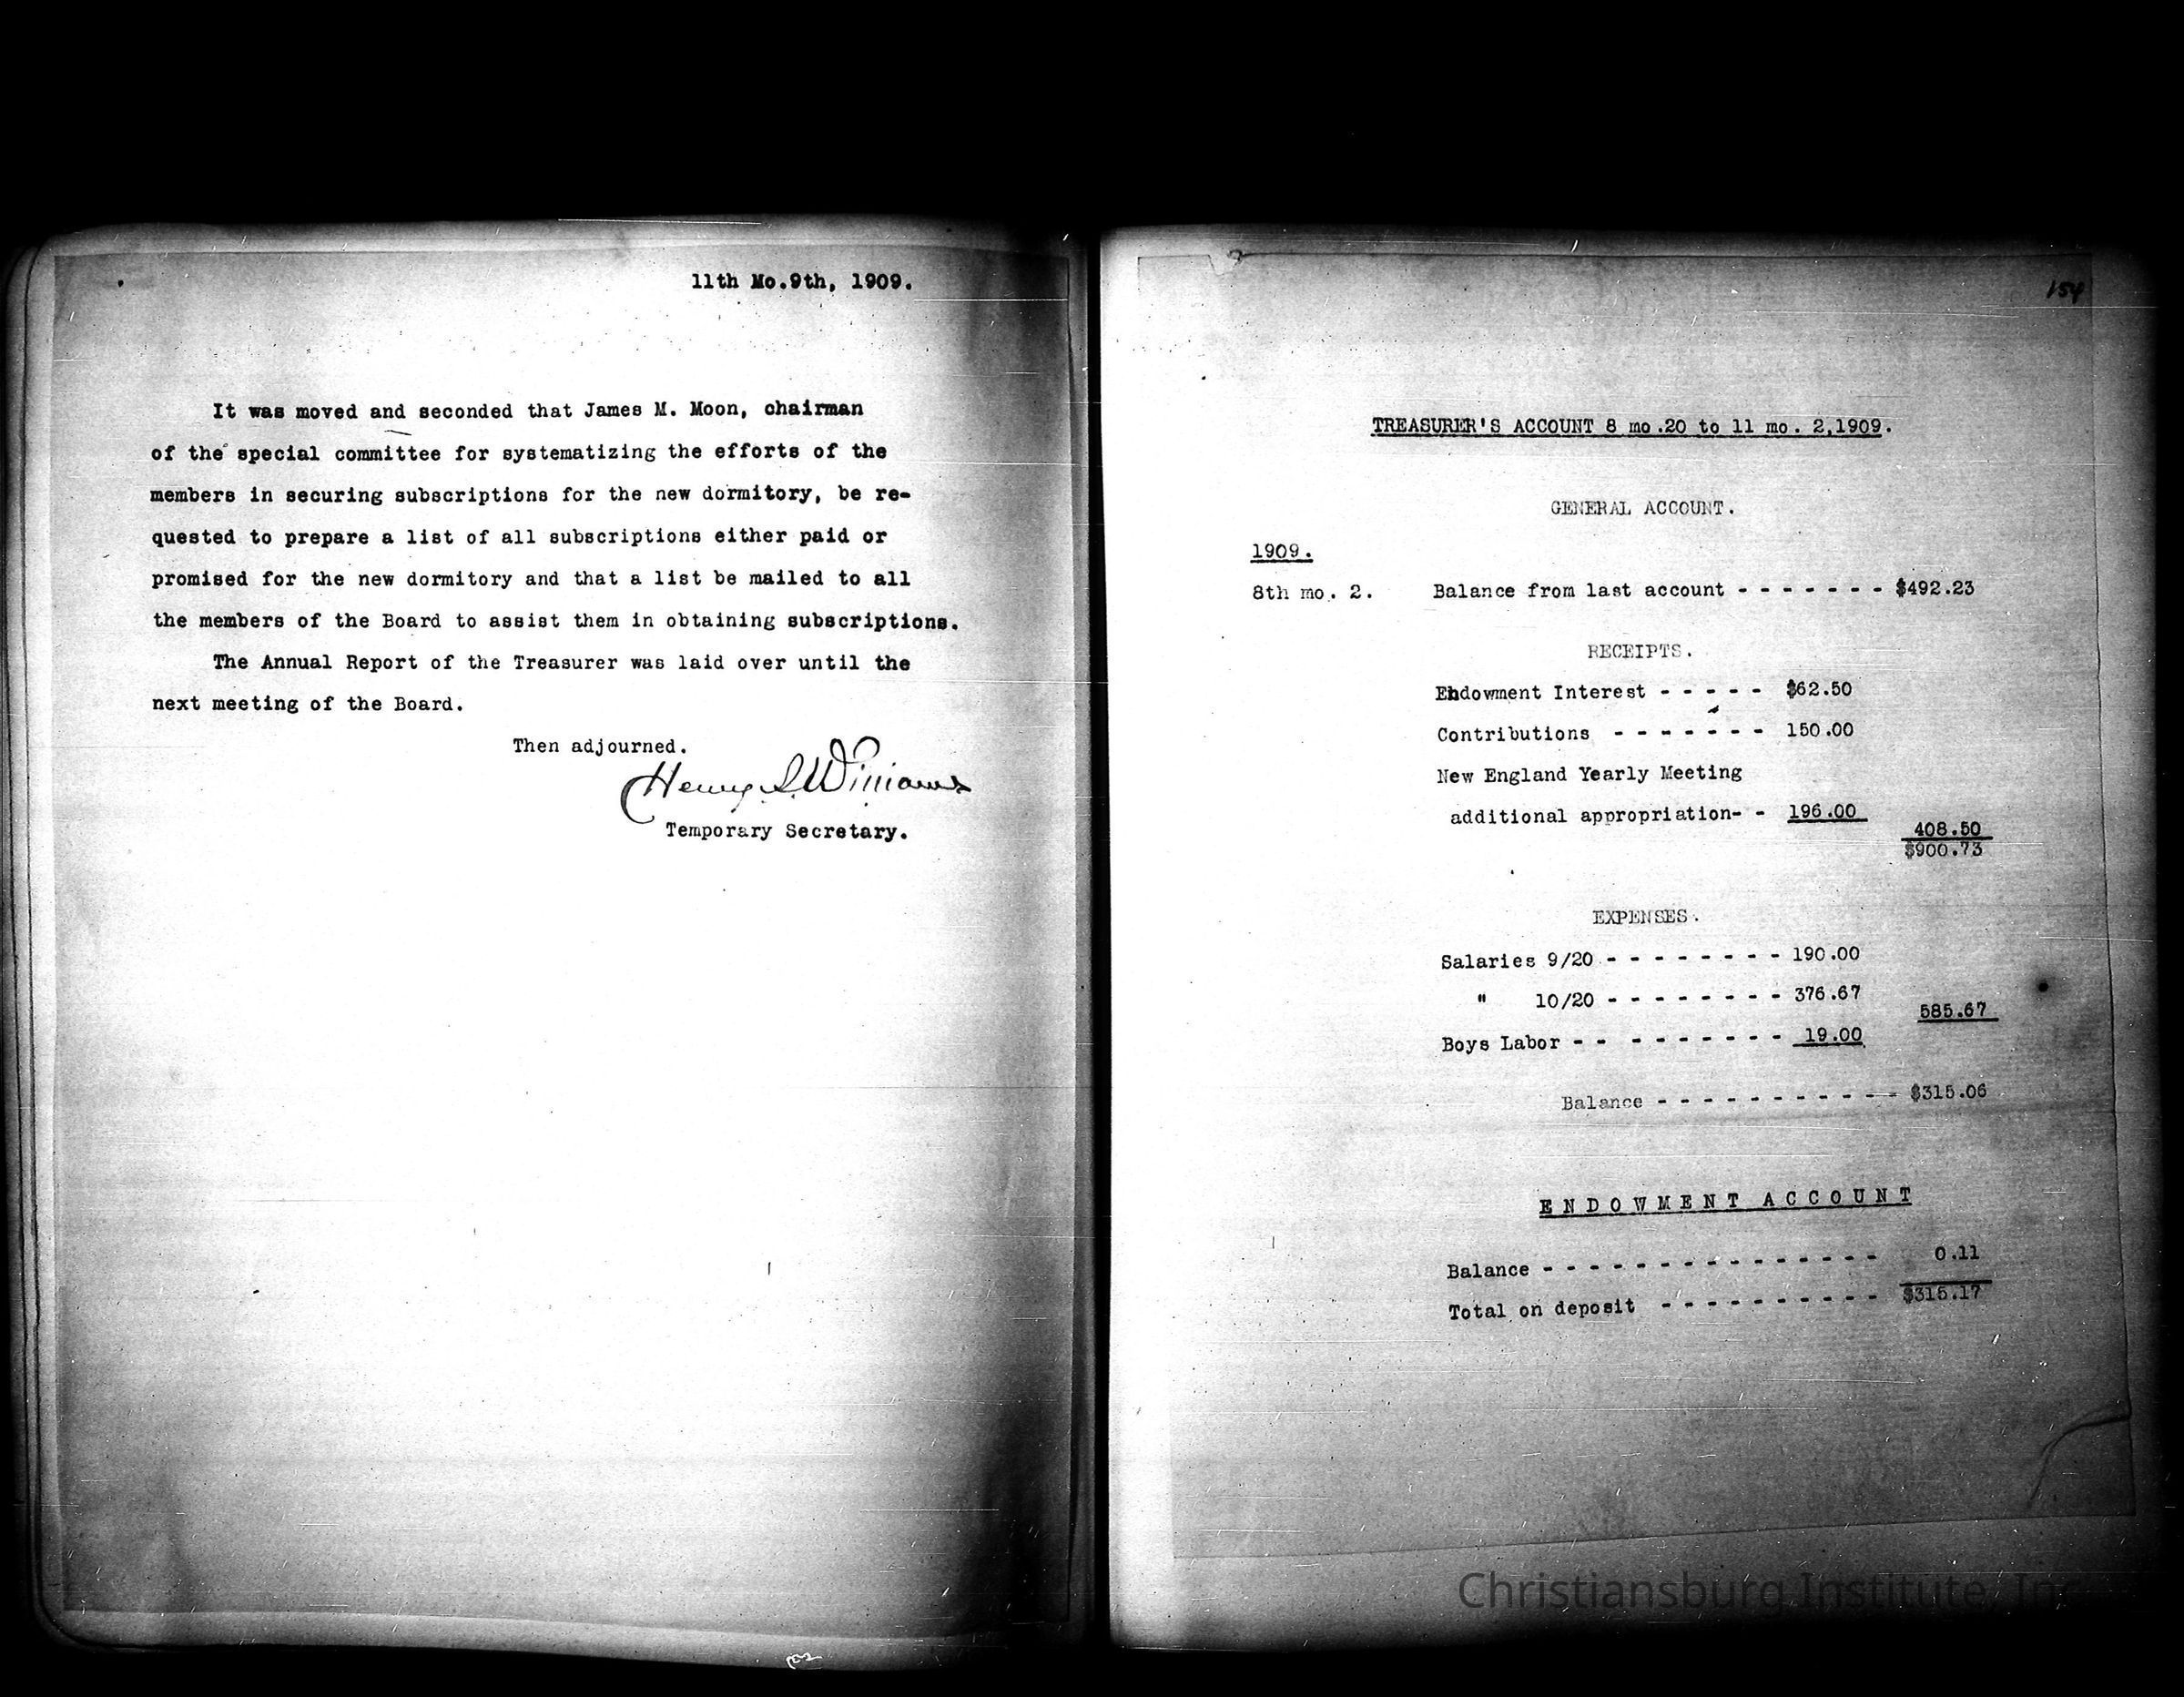 11th Mo.9th, 1909.
It was moved and seconded that James M. Moon, chairman
of the special committee for systematizing the efforts of the
members in securing subscriptions for the new dormitory, be re-
quested to prepare a list of all subscriptions either paid or
promised for the new dormitory and that a list be mailed to all
the members of the Board to assist them in obtaining subscriptions.
The Annual Report of the Treasurer was laid over until the
next meeting of the Board.
Then adjourned.
Henry S. Williams
Temporary Secretary.
154
TREASURER'S ACCOUNT 8 mo.20 to 11 mo. 2,1909.
GENERAL ACCOUNT.
1909.
8th mo. 2. Balance from last account - - - - - - - $492.23
RECEIPTS.
Endowment Interest - - - - - $62.50
Contributions - - - - - - - 150.00
New England Yearly Meeting
additional appropriation- - 196.00
408.50
$900.73
EXPENSES.
Salaries 9/20 - - - - - - - - 190.00
" 10/20 - - - - - - - - 376.67
585.67
Boys Labor - - - - - - - - - 19.00
Balance - - - - - - - - - - - $315.06
ENDOWMENT ACCOUNT
Balance - - - - - - - - - - - - - - - 0.11
Total on deposit - - - - - - - - - - $315.17
Christiansburg Institute, Inc